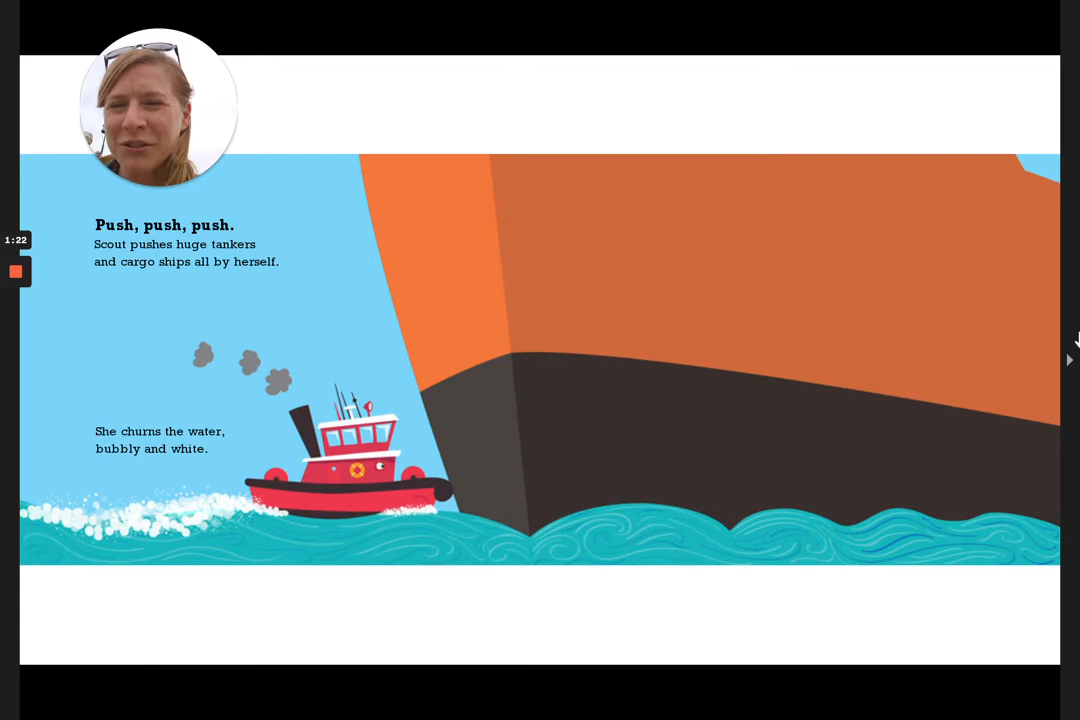 Push, push, push.
Scout pushes huge tankers
and cargo ships all by herself.
1:22
She churns the water,
bubbly and white.